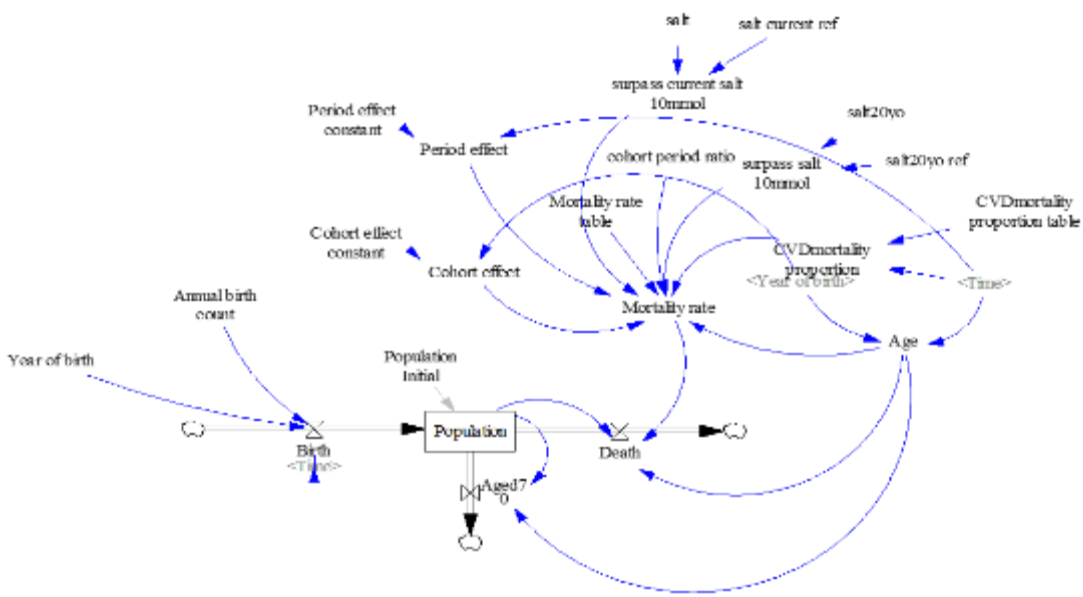 salt
salt current ref
surpass current salt
10mmol
Period effect
constant
salt20yo
Period effect
cohort period ratio
surpass salt
10mmol
salt20yo ref
Mortality rate
table
CVDmortality
proportion table
Cohort effect
constant
CVDmortality
proportion
<Year of birth>
Cohort effect
<Time>
Annual birth
count
Mortality rate
Age
Year of birth
Population
Initial
Population
Birth
<Time>
Death
Aged7
0